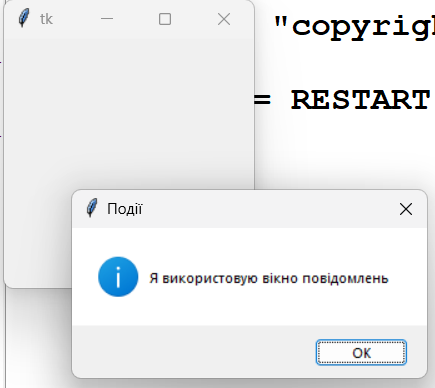 tk
"copyrig
= RESTART
Події
Я використовую вікно повідомлень
OK